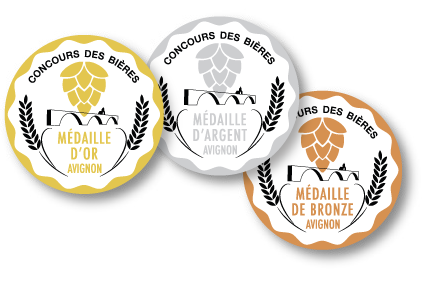 CONCOURS DES BIÈRES
MÉDAILLE
D'OR
AVIGNON
CONCOURS DES BIÈRES
MÉDAILLE
D'ARGENT
AVIGNON
URS DES BIÈRES
MÉDAILLE
DE BRONZE
AVIGNON